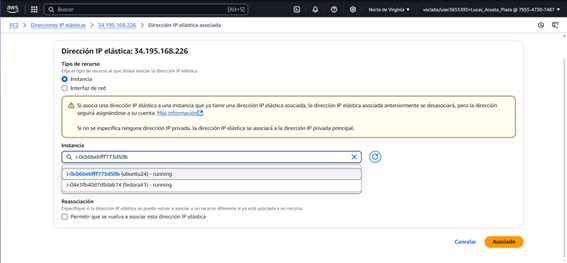 aws
Buscar
[Alt+S]
Norte de Virginia
voclabs/user3655395=Lucas_Acosta_Plaza @ 7955-4730-7487
EC2 > Direcciones IP elásticas > 34.195.168.226 > Dirección IP elástica asociada
Dirección IP elástica: 34.195.168.226
Tipo de recurso
Elija el tipo de recurso al que desea asociar la dirección IP elástica.
Instancia
Interfaz de red
Si asocia una dirección IP elástica a una instancia que ya tiene una dirección IP elástica asociada, la dirección IP elástica asociada anteriormente se desasociará, pero la dirección
seguirá asignándose a su cuenta. Más información
Si no se especifica ninguna dirección IP privada, la dirección IP elástica se asociará a la dirección IP privada principal.
Instancia
i-0cb6bebfff773d50b
i-0cb6bebfff773d50b (ubuntu24) - running
i-04e5fb40d7d9dab74 (fedora41) - running
Reasociación
Especifique si la dirección IP elástica se puede volver a asociar a un recurso diferente si ya está asociada a un recurso.
Permitir que se vuelva a asociar esta dirección IP elástica
Cancelar
Asociado